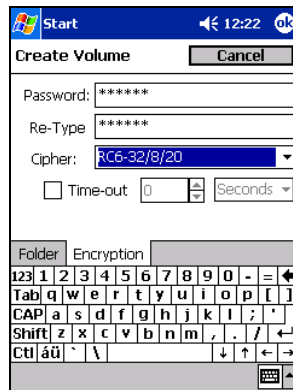 Start 12:22 ok
Create Volume Cancel
Password: ******
Re-Type ******
Cipher: RC6-32/8/20
Time-out 0 Seconds
Folder Encryption
123 1 2 3 4 5 6 7 8 9 0 - =
Tab q w e r t y u i o p [ ]
CAP a s d f g h j k l ; '
Shift z x c v b n m , . /
Ctl áü ` \